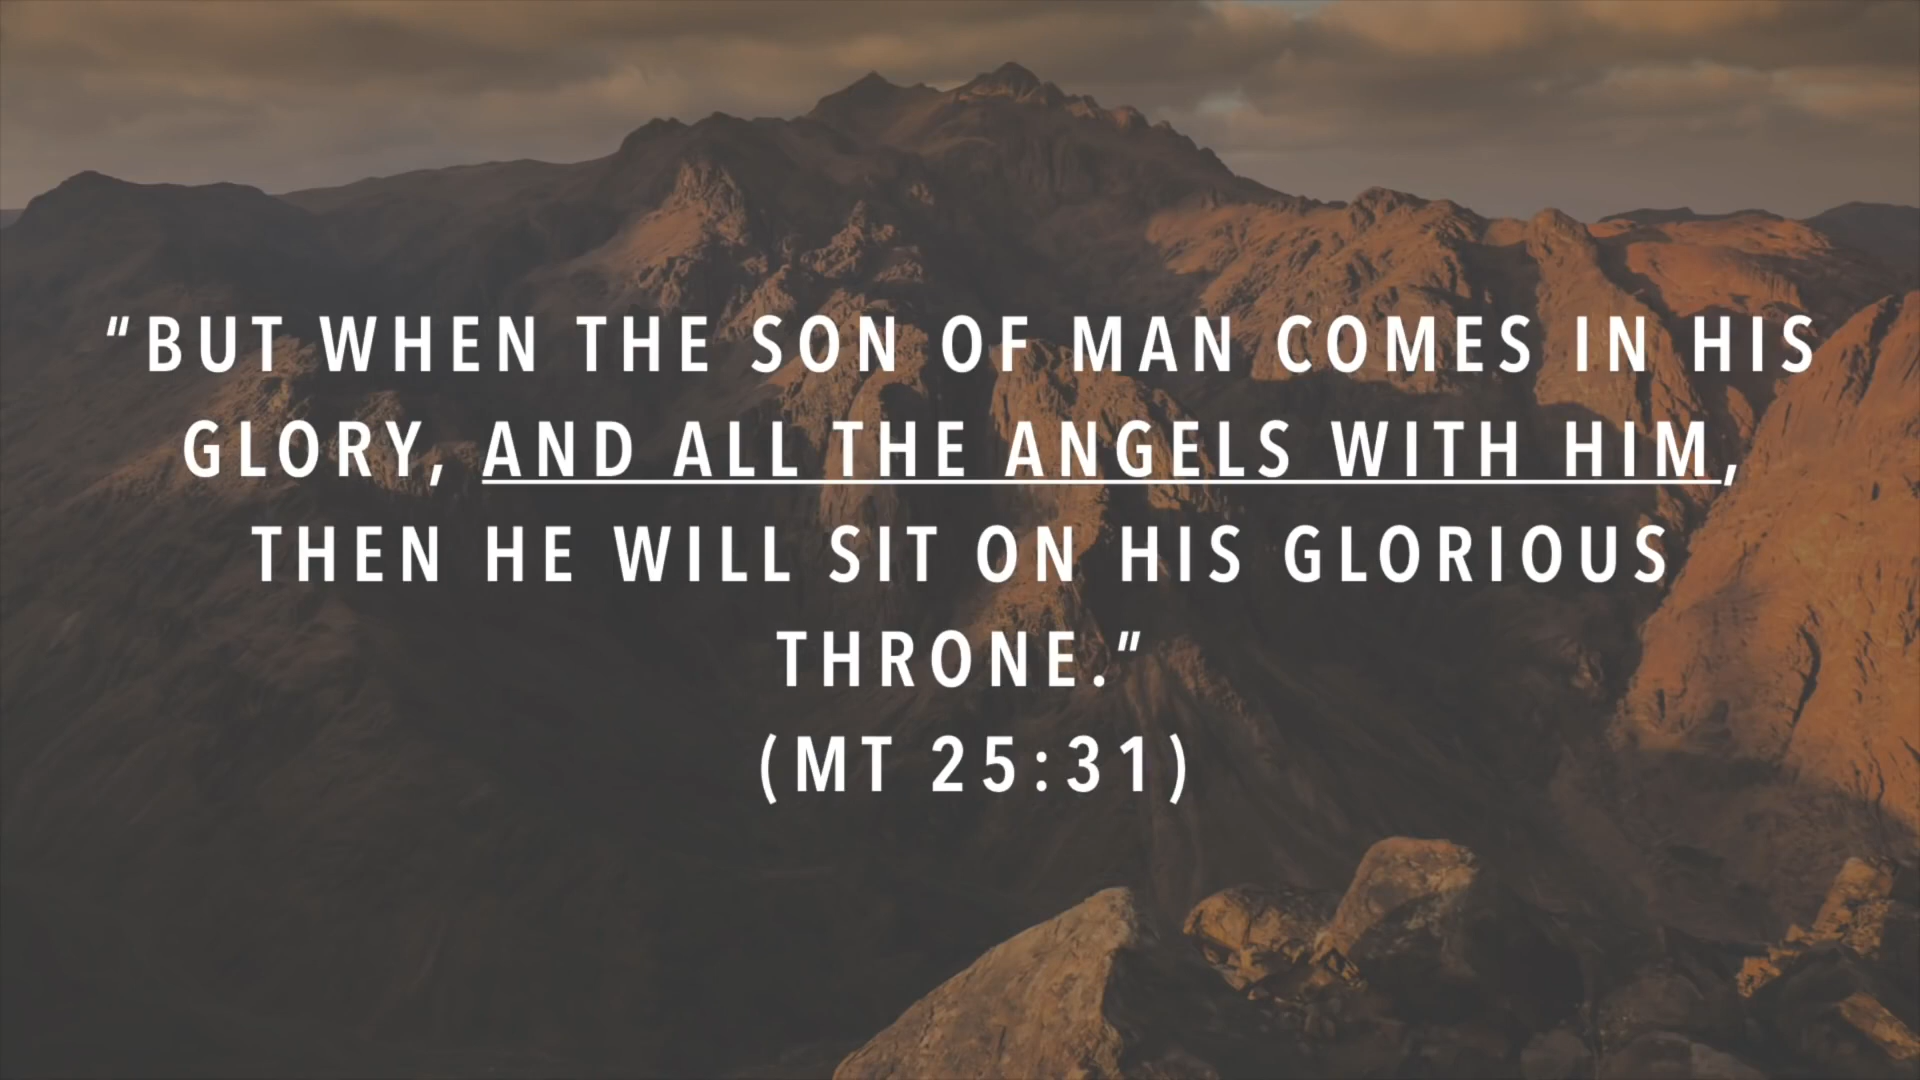 "BUT WHEN THE SON OF MAN COMES IN HIS
GLORY, AND ALL THE ANGELS WITH HIM,
THEN HE WILL SIT ON HIS GLORIOUS
THRONE."
(MT 25:31)